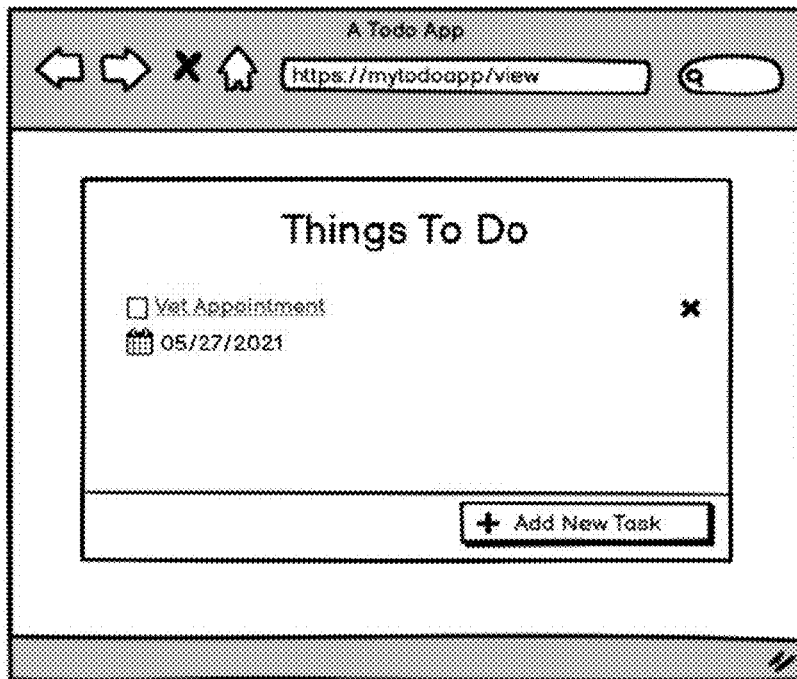 A Todo App
https://mytodoapp/view
Things To Do
Vet Appointment
05/27/2021
+ Add New Task